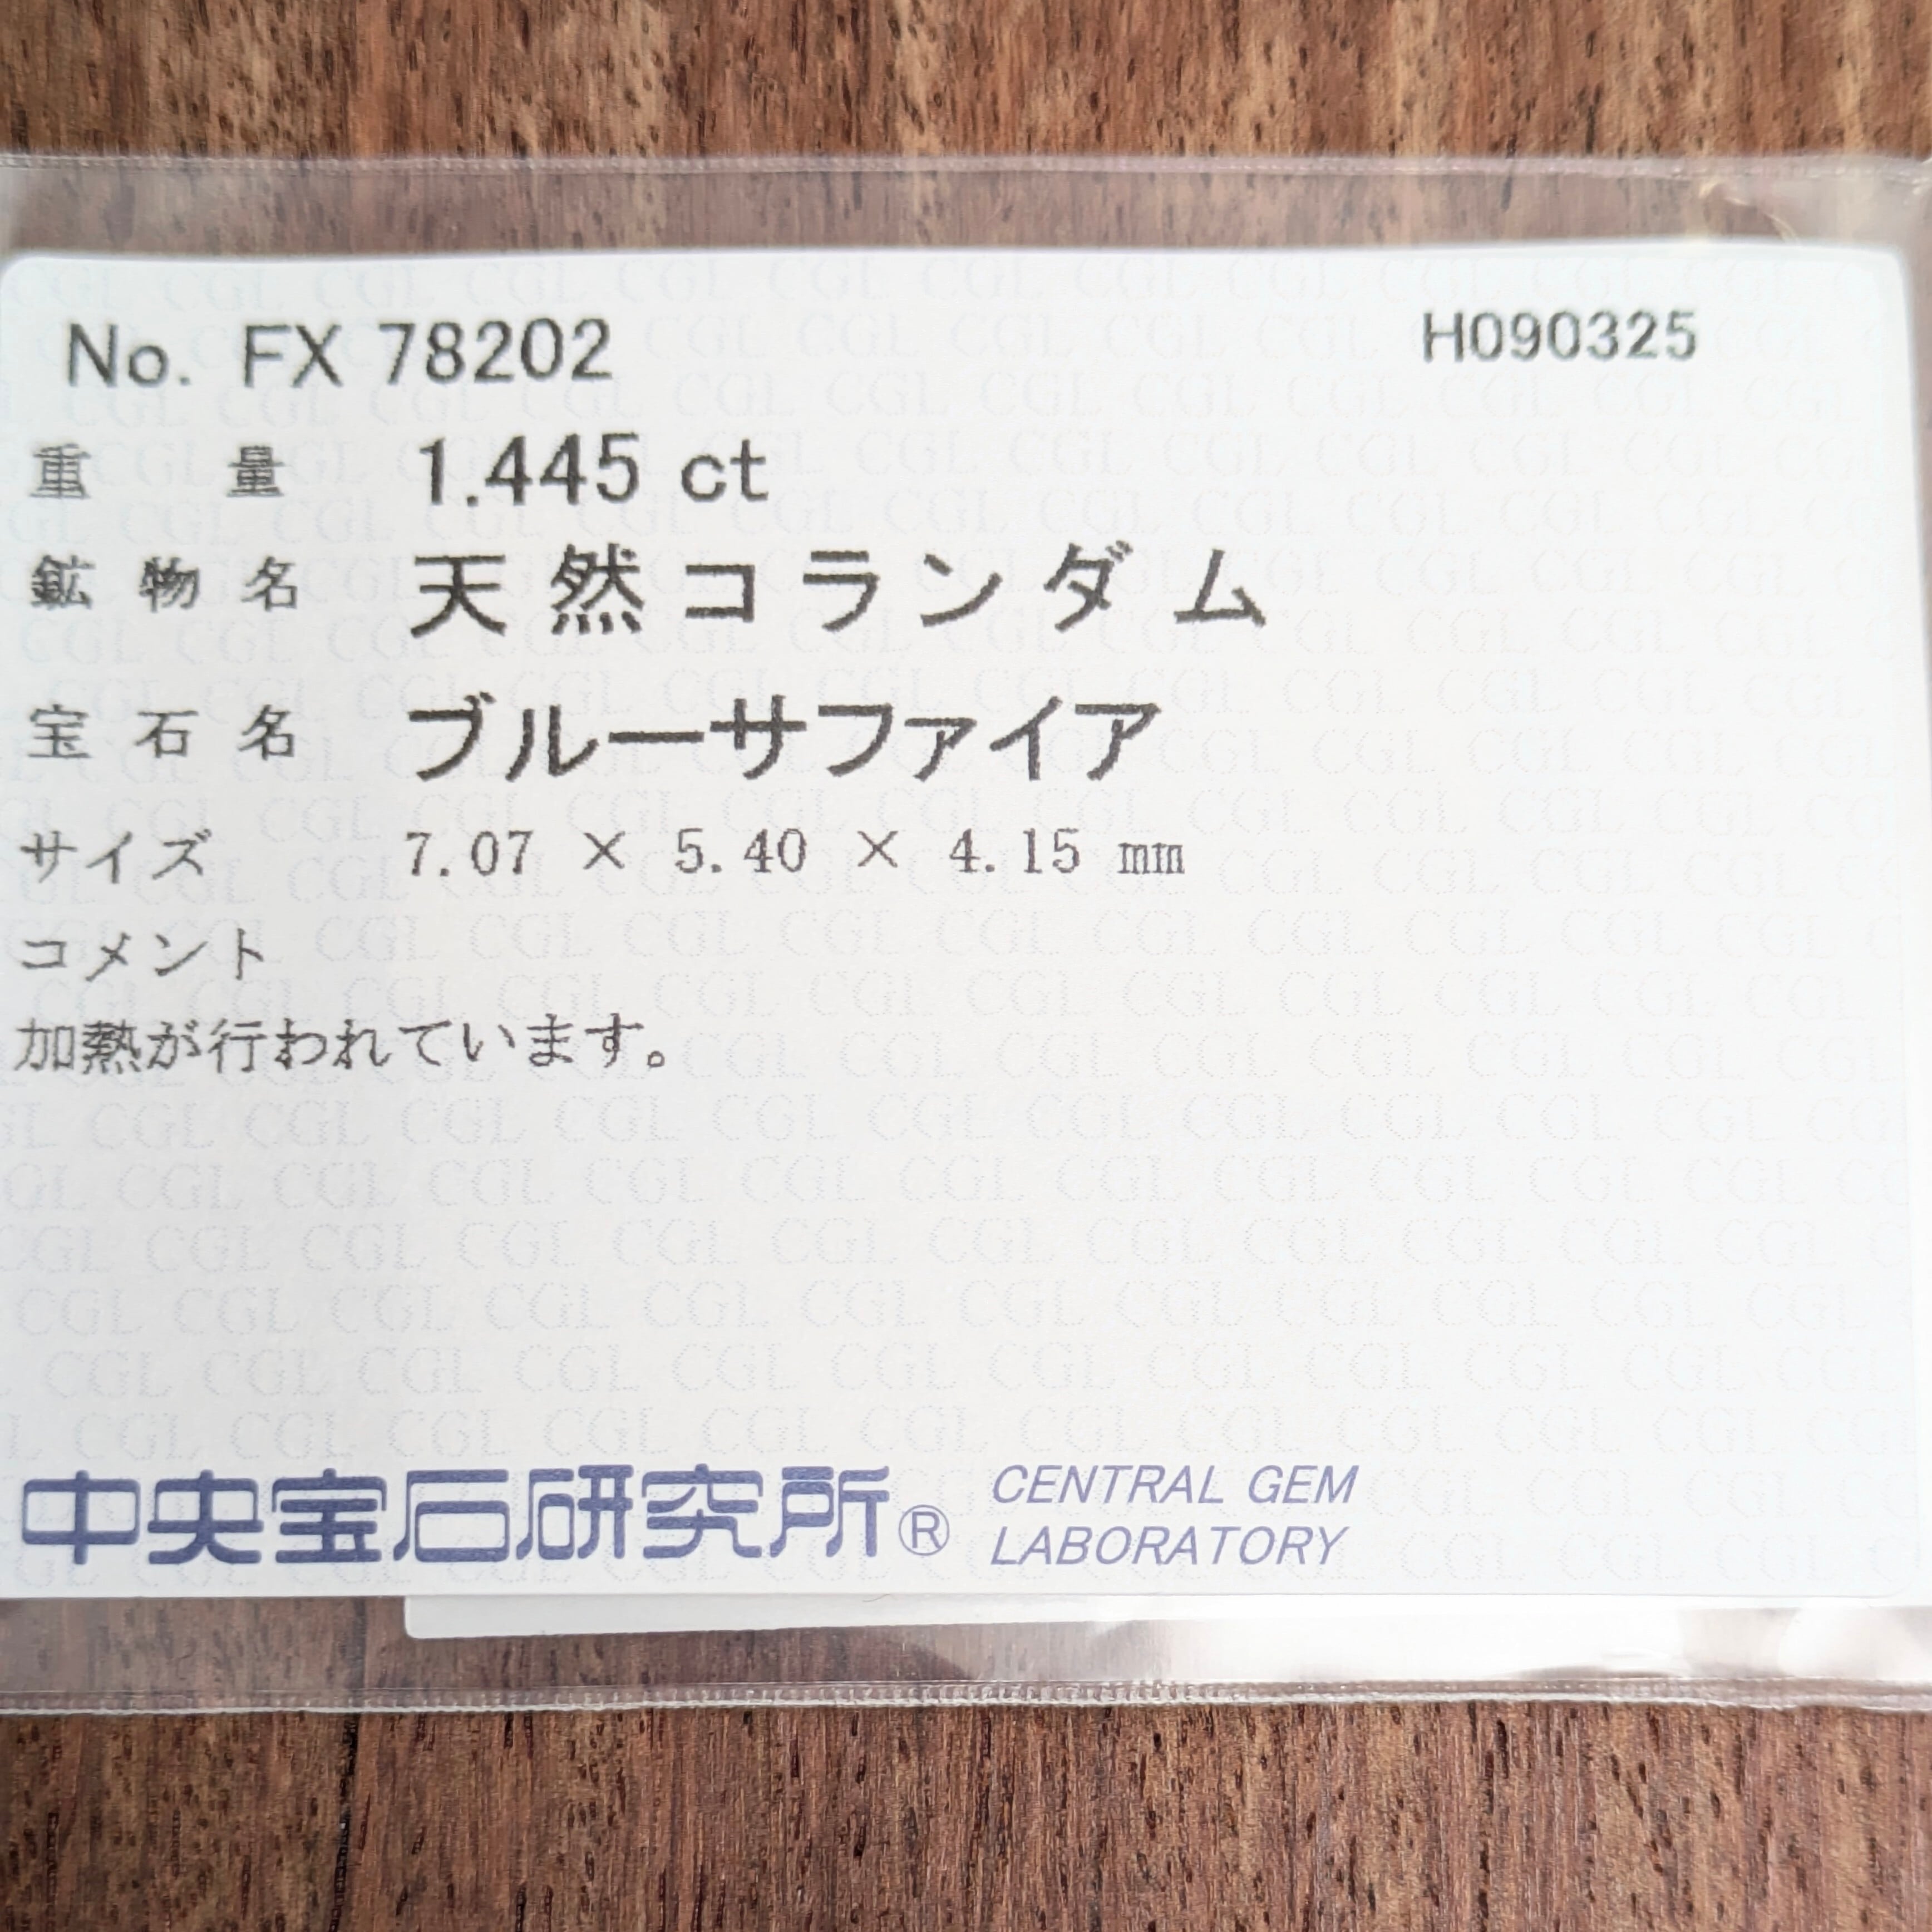 No. FX 78202 H090325
重量 1.445 ct
鉱物名 天然コランダム
宝石名 ブルーサファイア
サイズ 7.07 × 5.40 × 4.15 mm
コメント
加熱が行われています。
中央宝石研究所® CENTRAL GEM
LABORATORY